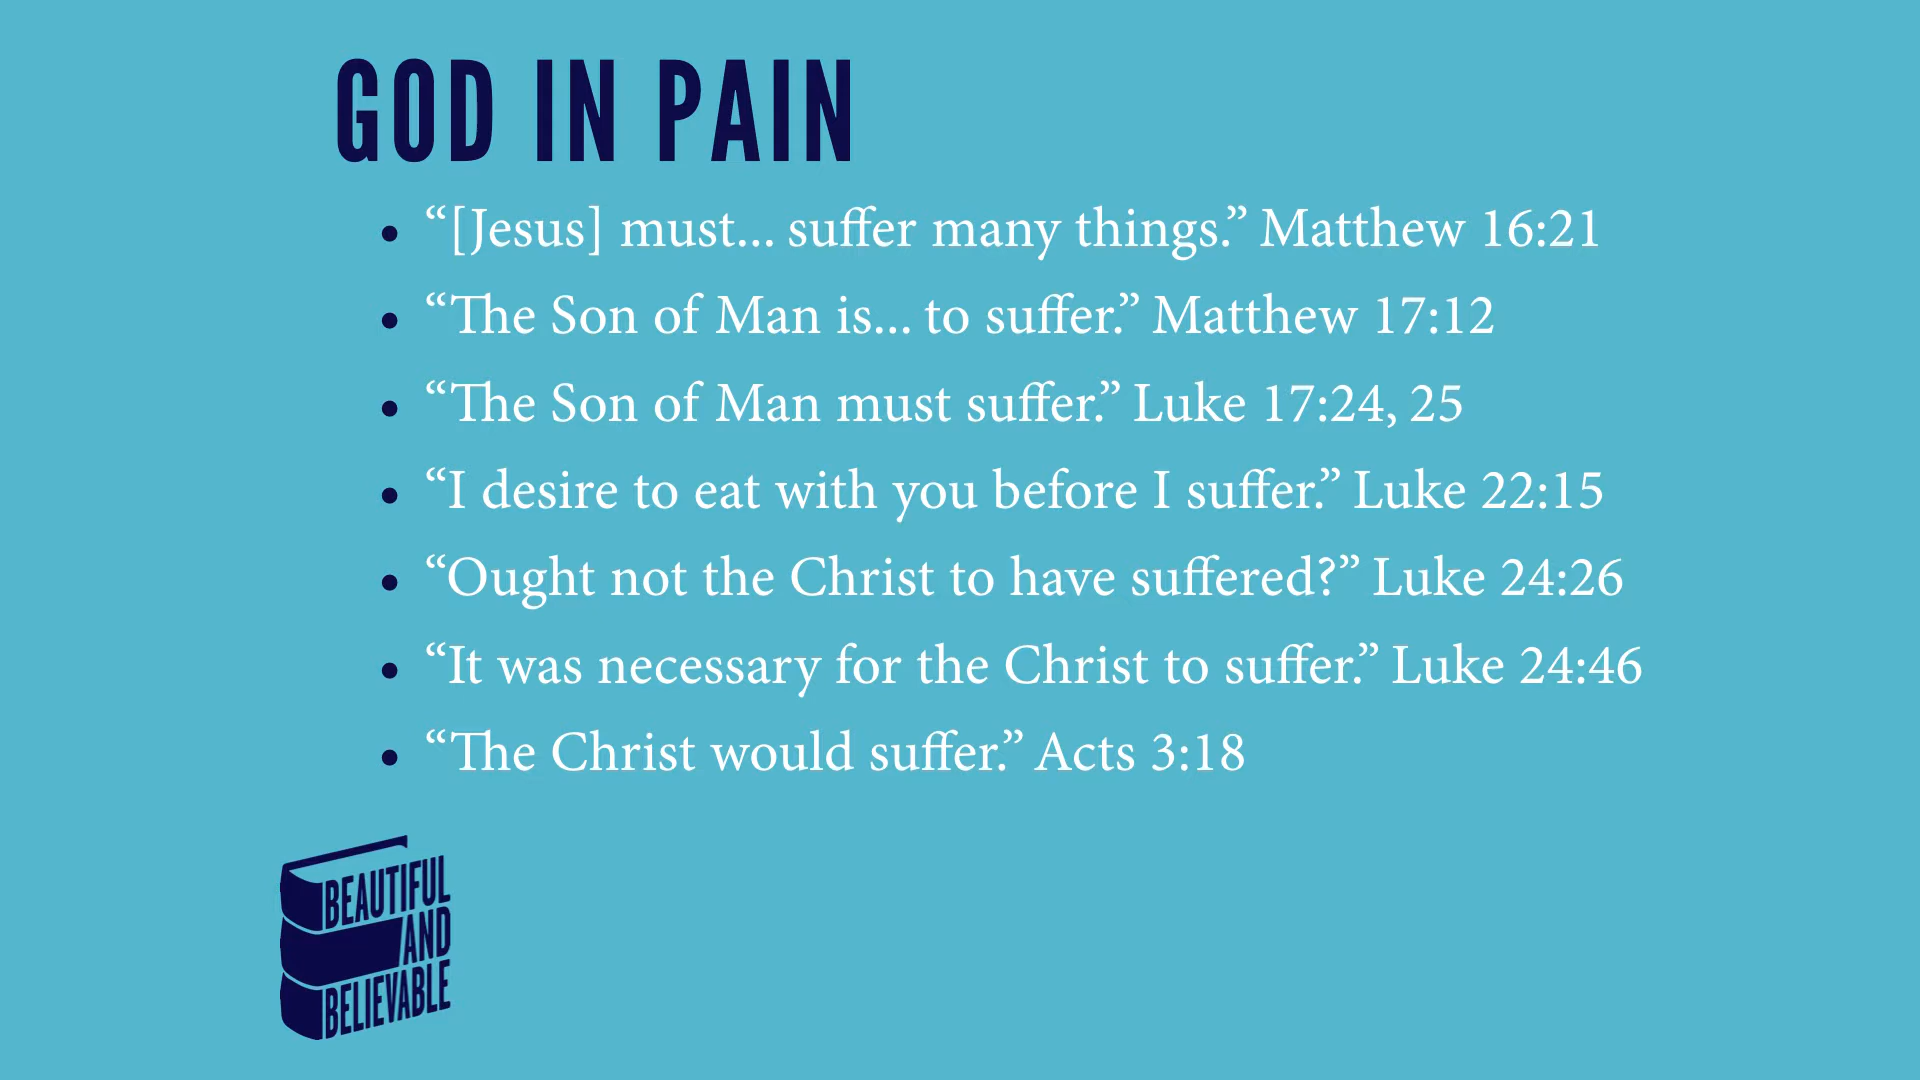 GOD IN PAIN
• “[Jesus] must... suffer many things.” Matthew 16:21
• “The Son of Man is... to suffer.” Matthew 17:12
• “The Son of Man must suffer.” Luke 17:24, 25
• “I desire to eat with you before I suffer.” Luke 22:15
• “Ought not the Christ to have suffered?” Luke 24:26
• “It was necessary for the Christ to suffer.” Luke 24:46
• “The Christ would suffer.” Acts 3:18
BEAUTIFUL
AND
BELIEVABLE